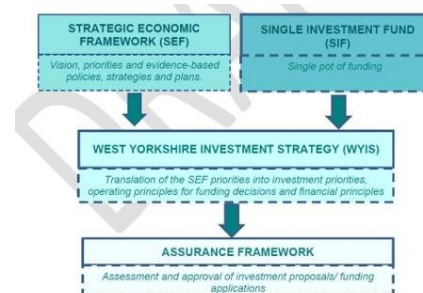 STRATEGIC ECONOMIC
FRAMEWORK (SEF)
Vision, priorities and evidence-based
policies, strategies and plans.
SINGLE INVESTMENT FUND
(SIF)
Single pot of funding
WEST YORKSHIRE INVESTMENT STRATEGY (WYIS)
Translation of the SEF priorities into investment priorities,
operating principles for funding decisions and financial principles
ASSURANCE FRAMEWORK
Assessment and approval of investment proposals/ funding
applications